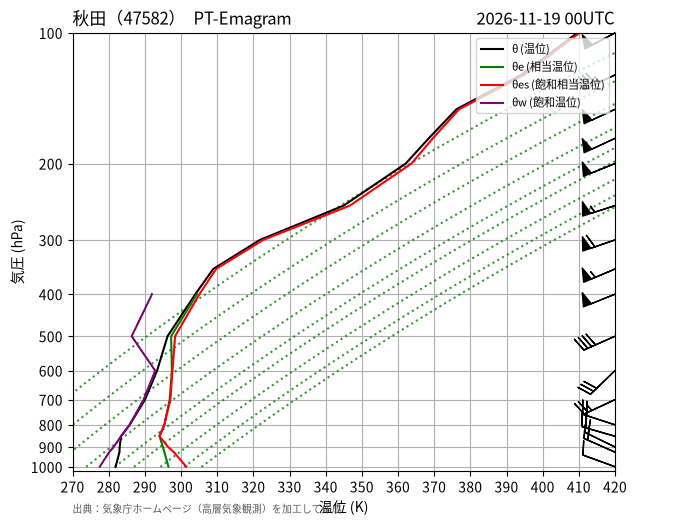 秋田（47582） PT-Emagram 2026-11-19 00UTC
θ (温位)
θe (相当温位)
θes (飽和相当温位)
θw (飽和温位)
気圧 (hPa)
100
200
300
400
500
600
700
800
900
1000
270 280 290 300 310 320 330 340 350 360 370 380 390 400 410 420
温位 (K)
出典：気象庁ホームページ（高層気象観測）を加工して